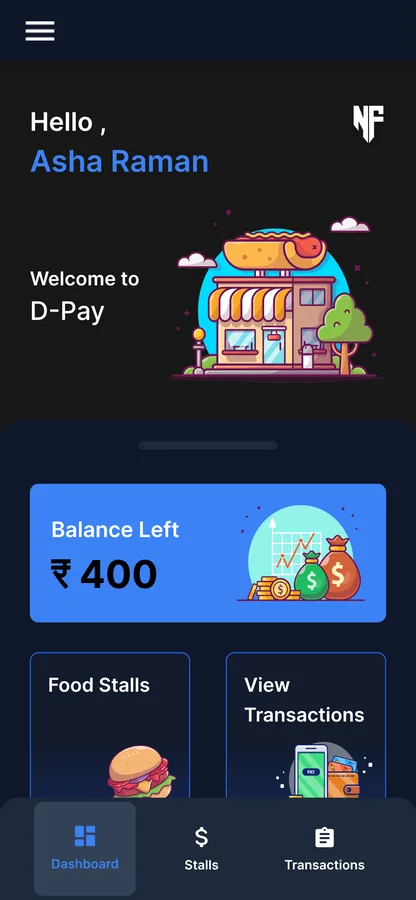 Hello ,
NF
Asha Raman
Welcome to
D-Pay
Balance Left
₹ 400
$
$
$
Food Stalls
View
Transactions
PAY
Dashboard
$
Stalls
Transactions